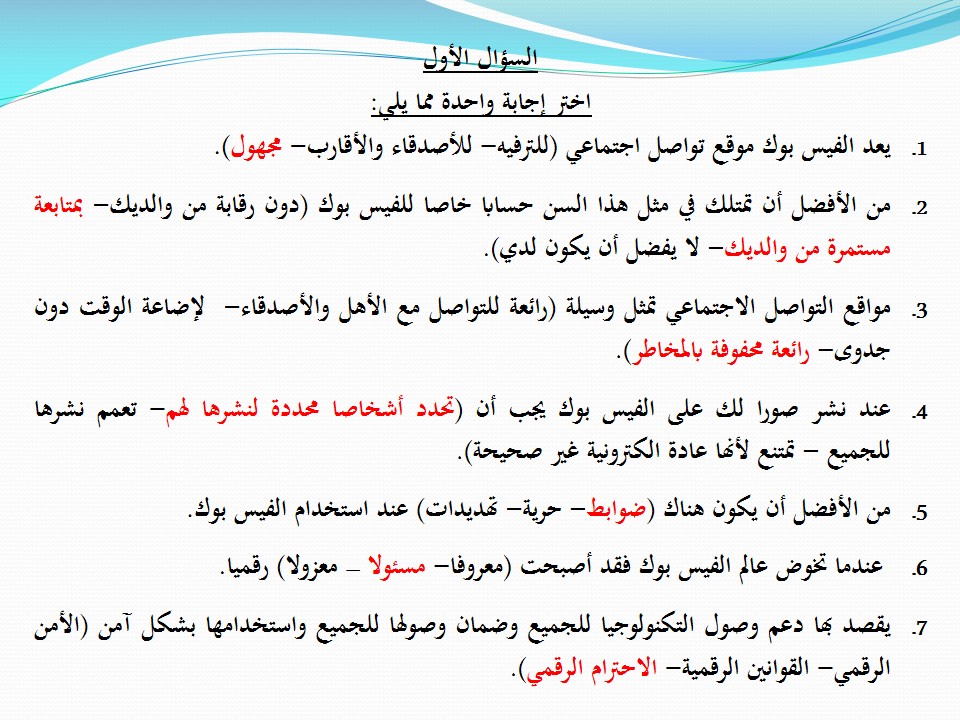 السؤال الأول
اختر إجابة واحدة مما يلي:
1. يعد الفيس بوك موقع تواصل اجتماعي (للترفيه– للأصدقاء والأقارب– مجهول).
2. من الأفضل أن تمتلك في مثل هذا السن حسابا خاصا للفيس بوك (دون رقابة من والديك– بمتابعة
مستمرة من والديك– لا يفضل أن يكون لدي).
3. مواقع التواصل الاجتماعي تمثل وسيلة (رائعة للتواصل مع الأهل والأصدقاء– لإضاعة الوقت دون
جدوى– رائعة محفوفة بالمخاطر).
4. عند نشر صورا لك على الفيس بوك يجب أن (تحدد أشخاصا محددة لنشرها لهم– تعمم نشرها
للجميع – تمتنع لأنها عادة الكترونية غير صحيحة).
5. من الأفضل أن يكون هناك (ضوابط– حرية– تهديدات) عند استخدام الفيس بوك.
6. عندما تخوض عالم الفيس بوك فقد أصبحت (معروفا– مسئولا – معزولا) رقميا.
7. يقصد بها دعم وصول التكنولوجيا للجميع وضمان وصولها للجميع واستخدامها بشكل آمن (الأمن
الرقمي– القوانين الرقمية– الاحترام الرقمي).